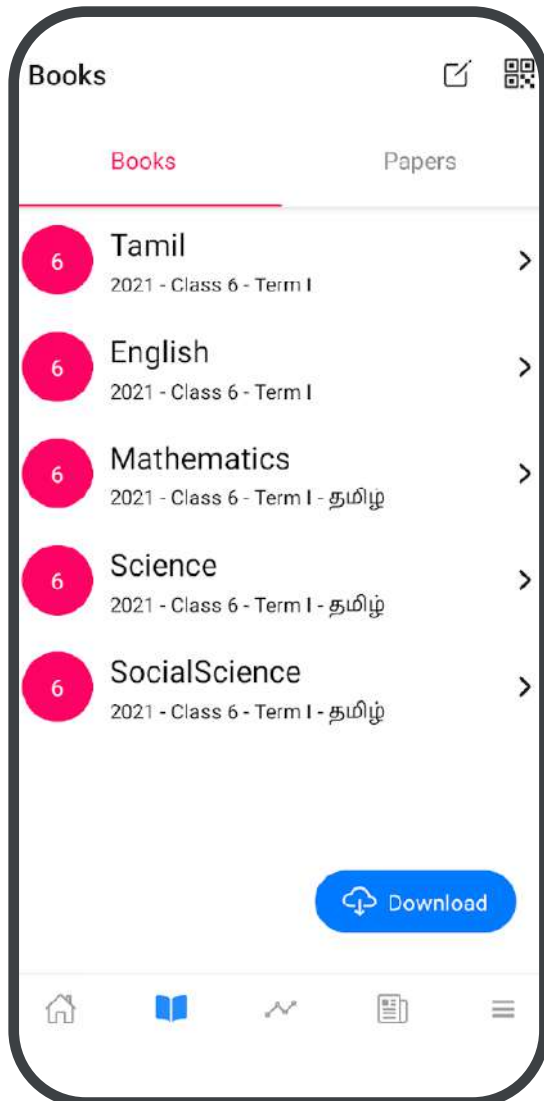 Books
Books Papers
6 Tamil
2021 - Class 6 - Term I
6 English
2021 - Class 6 - Term I
6 Mathematics
2021 - Class 6 - Term I - தமிழ்
6 Science
2021 - Class 6 - Term I - தமிழ்
6 SocialScience
2021 - Class 6 - Term I - தமிழ்
Download